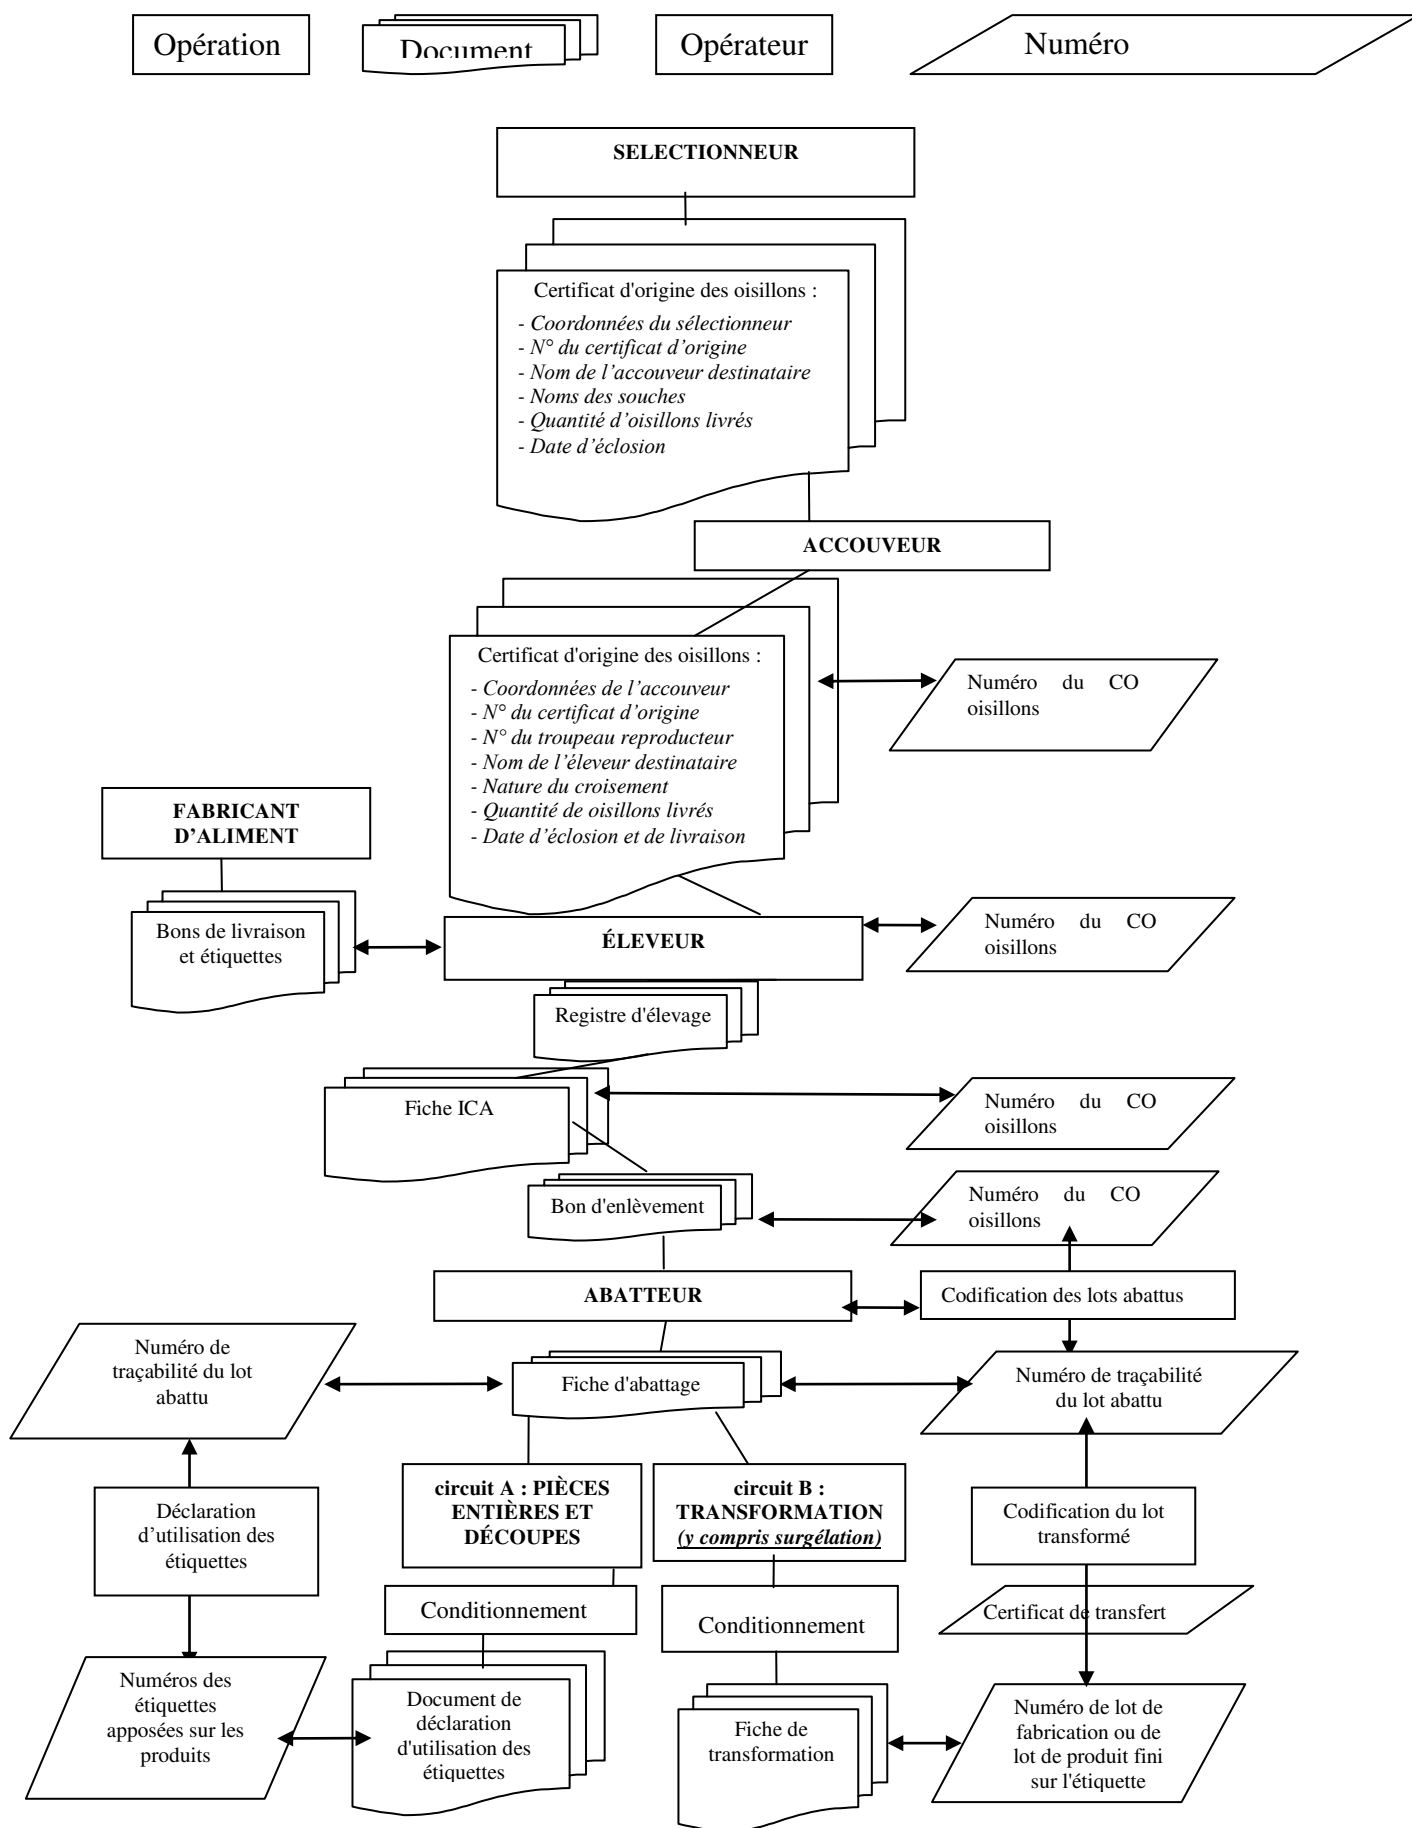 Opération
Document
Opérateur
Numéro
SELECTIONNEUR
Certificat d'origine des oisillons :
- Coordonnées du sélectionneur
- N° du certificat d’origine
- Nom de l’accouveur destinataire
- Noms des souches
- Quantité d’oisillons livrés
- Date d’éclosion
ACCOUVEUR
Certificat d'origine des oisillons :
- Coordonnées de l’accouveur
- N° du certificat d’origine
- N° du troupeau reproducteur
- Nom de l’éleveur destinataire
- Nature du croisement
- Quantité de oisillons livrés
- Date d’éclosion et de livraison
Numéro du CO
oisillons
FABRICANT
D’ALIMENT
Bons de livraison
et étiquettes
ÉLEVEUR
Numéro du CO
oisillons
Registre d'élevage
Fiche ICA
Numéro du CO
oisillons
Bon d'enlèvement
Numéro du CO
oisillons
ABATTEUR
Codification des lots abattus
Numéro de
traçabilité du lot
abattu
Fiche d'abattage
Numéro de traçabilité
du lot abattu
circuit A : PIÈCES
ENTIÈRES ET
DÉCOUPES
circuit B :
TRANSFORMATION
(y compris surgélation)
Déclaration
d’utilisation des
étiquettes
Codification du lot
transformé
Conditionnement
Conditionnement
Certificat de transfert
Numéros des
étiquettes
apposées sur les
produits
Document de
déclaration
d'utilisation des
étiquettes
Fiche de
transformation
Numéro de lot de
fabrication ou de
lot de produit fini
sur l'étiquette